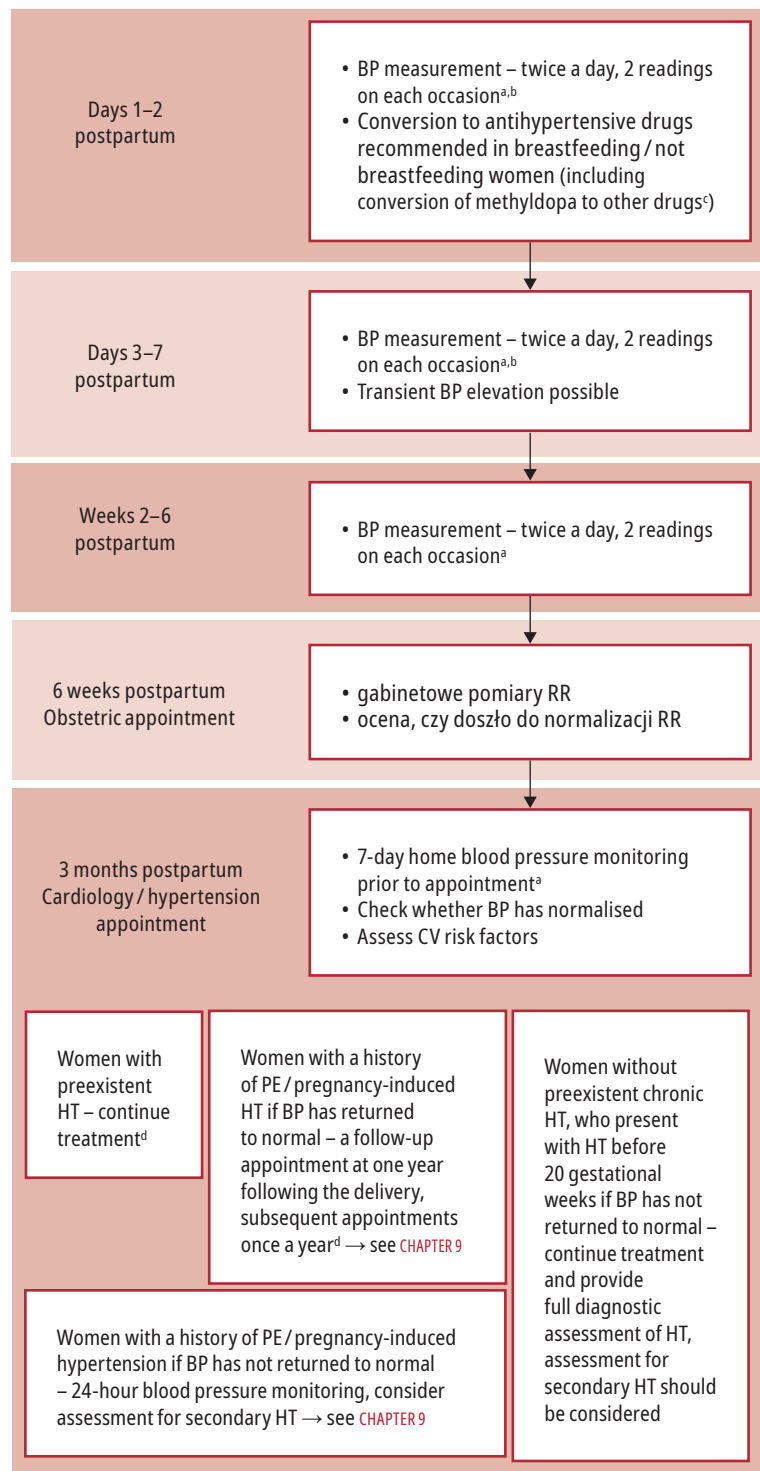 Days 1–2
postpartum
• BP measurement – twice a day, 2 readings
on each occasionᵃ,ᵇ
• Conversion to antihypertensive drugs
recommended in breastfeeding / not
breastfeeding women (including
conversion of methyldopa to other drugsᶜ)
Days 3–7
postpartum
• BP measurement – twice a day, 2 readings
on each occasionᵃ,ᵇ
• Transient BP elevation possible
Weeks 2–6
postpartum
• BP measurement – twice a day, 2 readings
on each occasionᵃ
6 weeks postpartum
Obstetric appointment
• gabinetowe pomiary RR
• ocena, czy doszło do normalizacji RR
3 months postpartum
Cardiology / hypertension
appointment
• 7-day home blood pressure monitoring
prior to appointmentᵃ
• Check whether BP has normalised
• Assess CV risk factors
Women with
preexistent
HT – continue
treatmentᵈ
Women with a history
of PE / pregnancy-induced
HT if BP has returned
to normal – a follow-up
appointment at one year
following the delivery,
subsequent appointments
once a yearᵈ → see CHAPTER 9
Women without
preexistent chronic
HT, who present
with HT before
20 gestational
weeks if BP has not
returned to normal –
continue treatment
and provide
full diagnostic
assessment of HT,
assessment for
secondary HT should
be considered
Women with a history of PE / pregnancy-induced
hypertension if BP has not returned to normal
– 24-hour blood pressure monitoring, consider
assessment for secondary HT → see CHAPTER 9